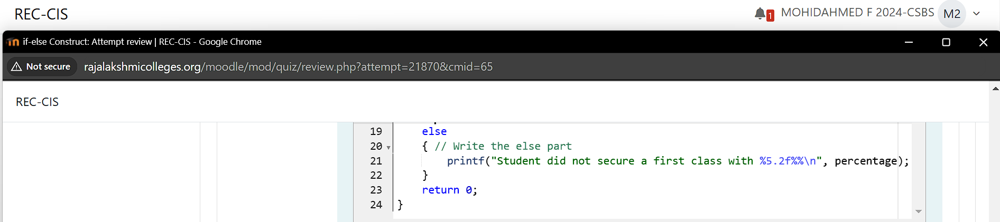 REC-CIS
1 MOHIDAHMED F 2024-CSBS M2
if-else Construct: Attempt review | REC-CIS - Google Chrome
Not secure rajalakshmicolleges.org/moodle/mod/quiz/review.php?attempt=21870&cmid=65
REC-CIS
19 else
20 { // Write the else part
21 printf("Student did not secure a first class with %5.2f%%\n", percentage);
22 }
23 return 0;
24 }